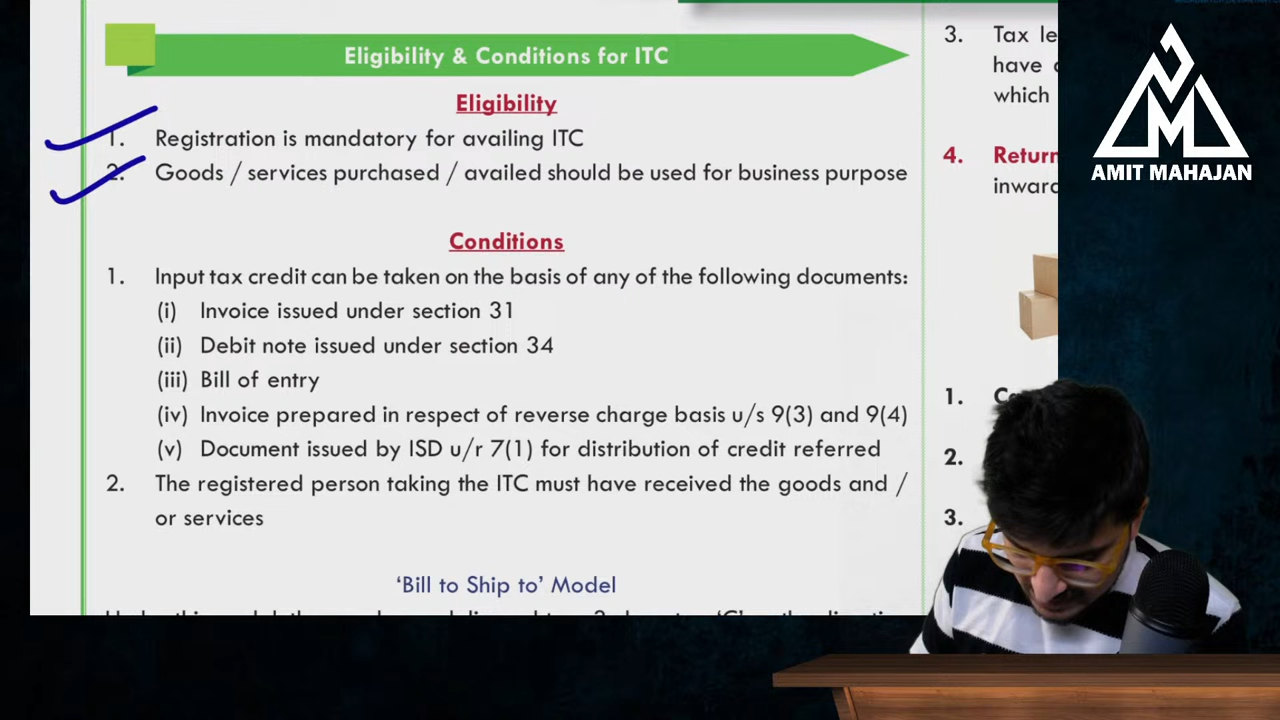 Eligibility & Conditions for ITC
Eligibility
1. Registration is mandatory for availing ITC
2. Goods / services purchased / availed should be used for business purpose
Conditions
1. Input tax credit can be taken on the basis of any of the following documents:
(i) Invoice issued under section 31
(ii) Debit note issued under section 34
(iii) Bill of entry
(iv) Invoice prepared in respect of reverse charge basis u/s 9(3) and 9(4)
(v) Document issued by ISD u/r 7(1) for distribution of credit referred
2. The registered person taking the ITC must have received the goods and /
or services
‘Bill to Ship to’ Model
3. Tax le
have
which
4. Return
inward
1.
2.
3.
AMIT MAHAJAN